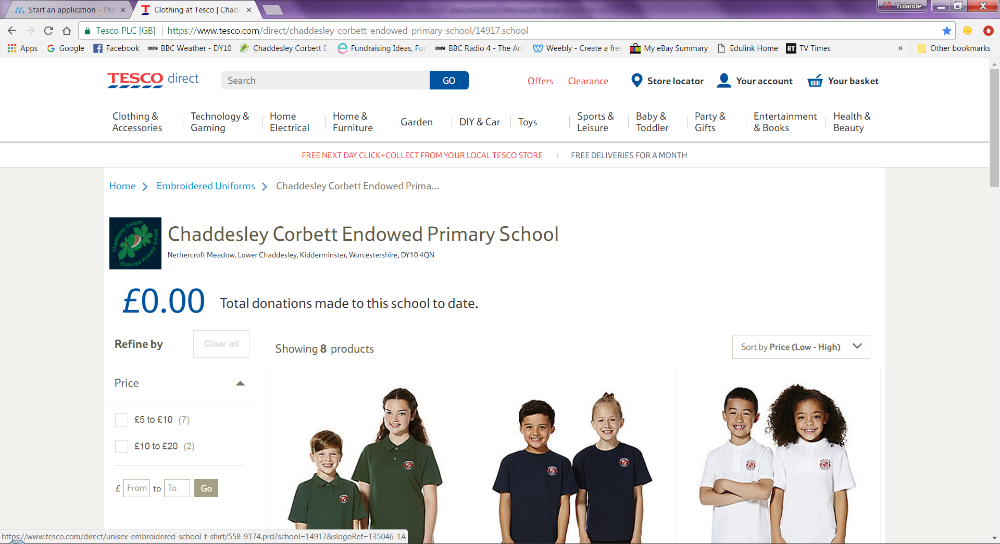 Start an application - The
Clothing at Tesco | Chadd
Yolande
Tesco PLC [GB]
https://www.tesco.com/direct/chaddesley-corbett-endowed-primary-school/14917.school
Apps
Google
Facebook
BBC Weather - DY10
Chaddesley Corbett E
Fundraising Ideas, Fun
BBC Radio 4 - The Arc
Weebly - Create a free
My eBay Summary
Edulink Home
RT TV Times
»
Other bookmarks
TESCO direct
Search
GO
Offers
Clearance
Store locator
Your account
Your basket
Clothing &
Accessories
Technology &
Gaming
Home
Electrical
Home &
Furniture
Garden
DIY & Car
Toys
Sports &
Leisure
Baby &
Toddler
Party &
Gifts
Entertainment
& Books
Health &
Beauty
FREE NEXT DAY CLICK+COLLECT FROM YOUR LOCAL TESCO STORE
FREE DELIVERIES FOR A MONTH
Home
Embroidered Uniforms
Chaddesley Corbett Endowed Prima...
Chaddesley Corbett
Endowed Primary School
Chaddesley Corbett Endowed Primary School
Nethercroft Meadow, Lower Chaddesley, Kidderminster, Worcestershire, DY10 4QN
£0.00 Total donations made to this school to date.
Refine by
Clear all
Showing 8 products
Sort by Price (Low - High)
Price
£5 to £10 (7)
£10 to £20 (2)
£ From to To Go
https://www.tesco.com/direct/unisex-embroidered-school-t-shirt/558-9174.prd?school=14917&slogoRef=135046-1A